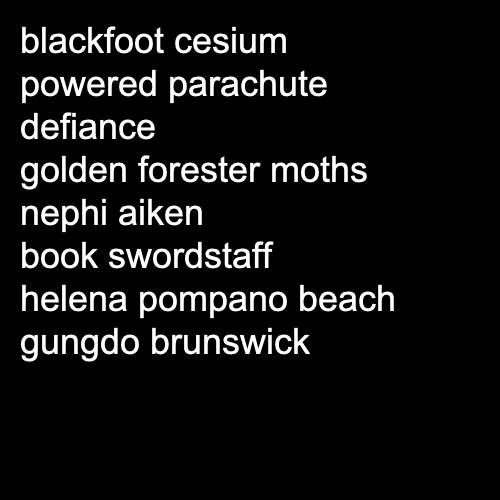 blackfoot cesium
powered parachute
defiance
golden forester moths
nephi aiken
book swordstaff
helena pompano beach
gungdo brunswick